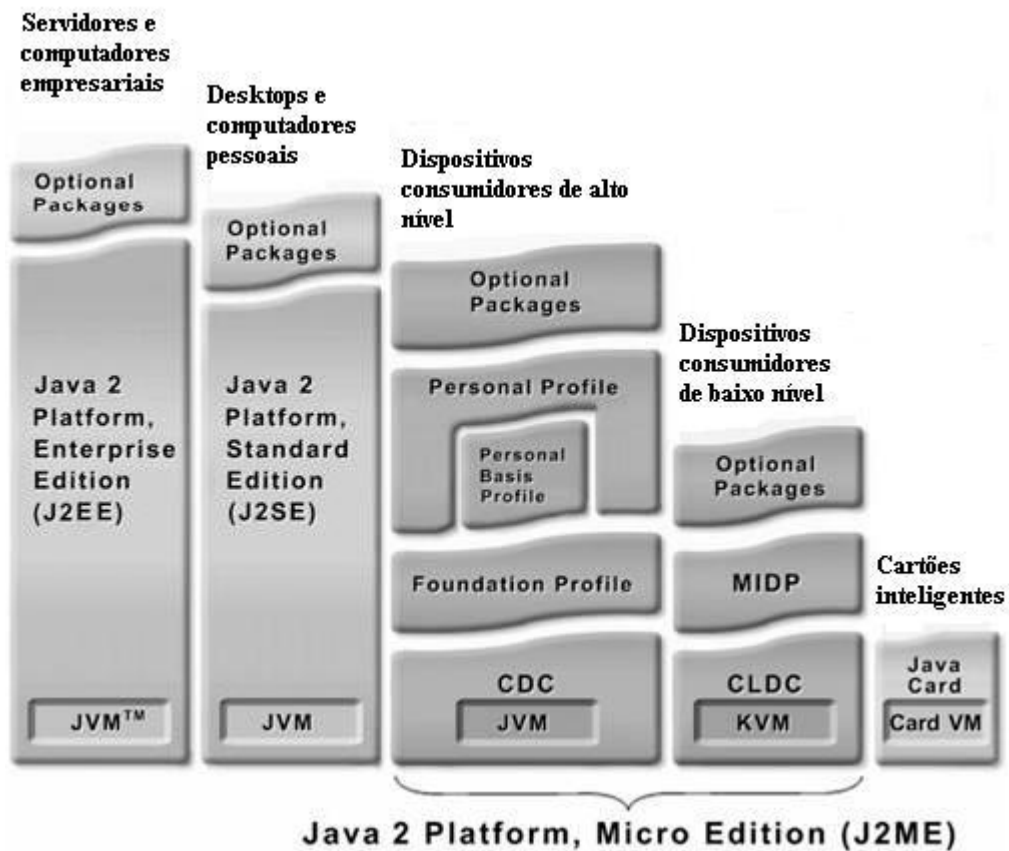 Servidores e
computadores
empresariais
Optional
Packages
Java 2
Platform,
Enterprise
Edition
(J2EE)
JVM™
Desktops e
computadores
pessoais
Optional
Packages
Java 2
Platform,
Standard
Edition
(J2SE)
JVM
Dispositivos
consumidores de alto
nível
Optional
Packages
Personal Profile
Personal
Basis
Profile
Foundation Profile
CDC
JVM
Dispositivos
consumidores
de baixo nível
Optional
Packages
MIDP
CLDC
KVM
Cartões
inteligentes
Java
Card
Card VM
Java 2 Platform, Micro Edition (J2ME)